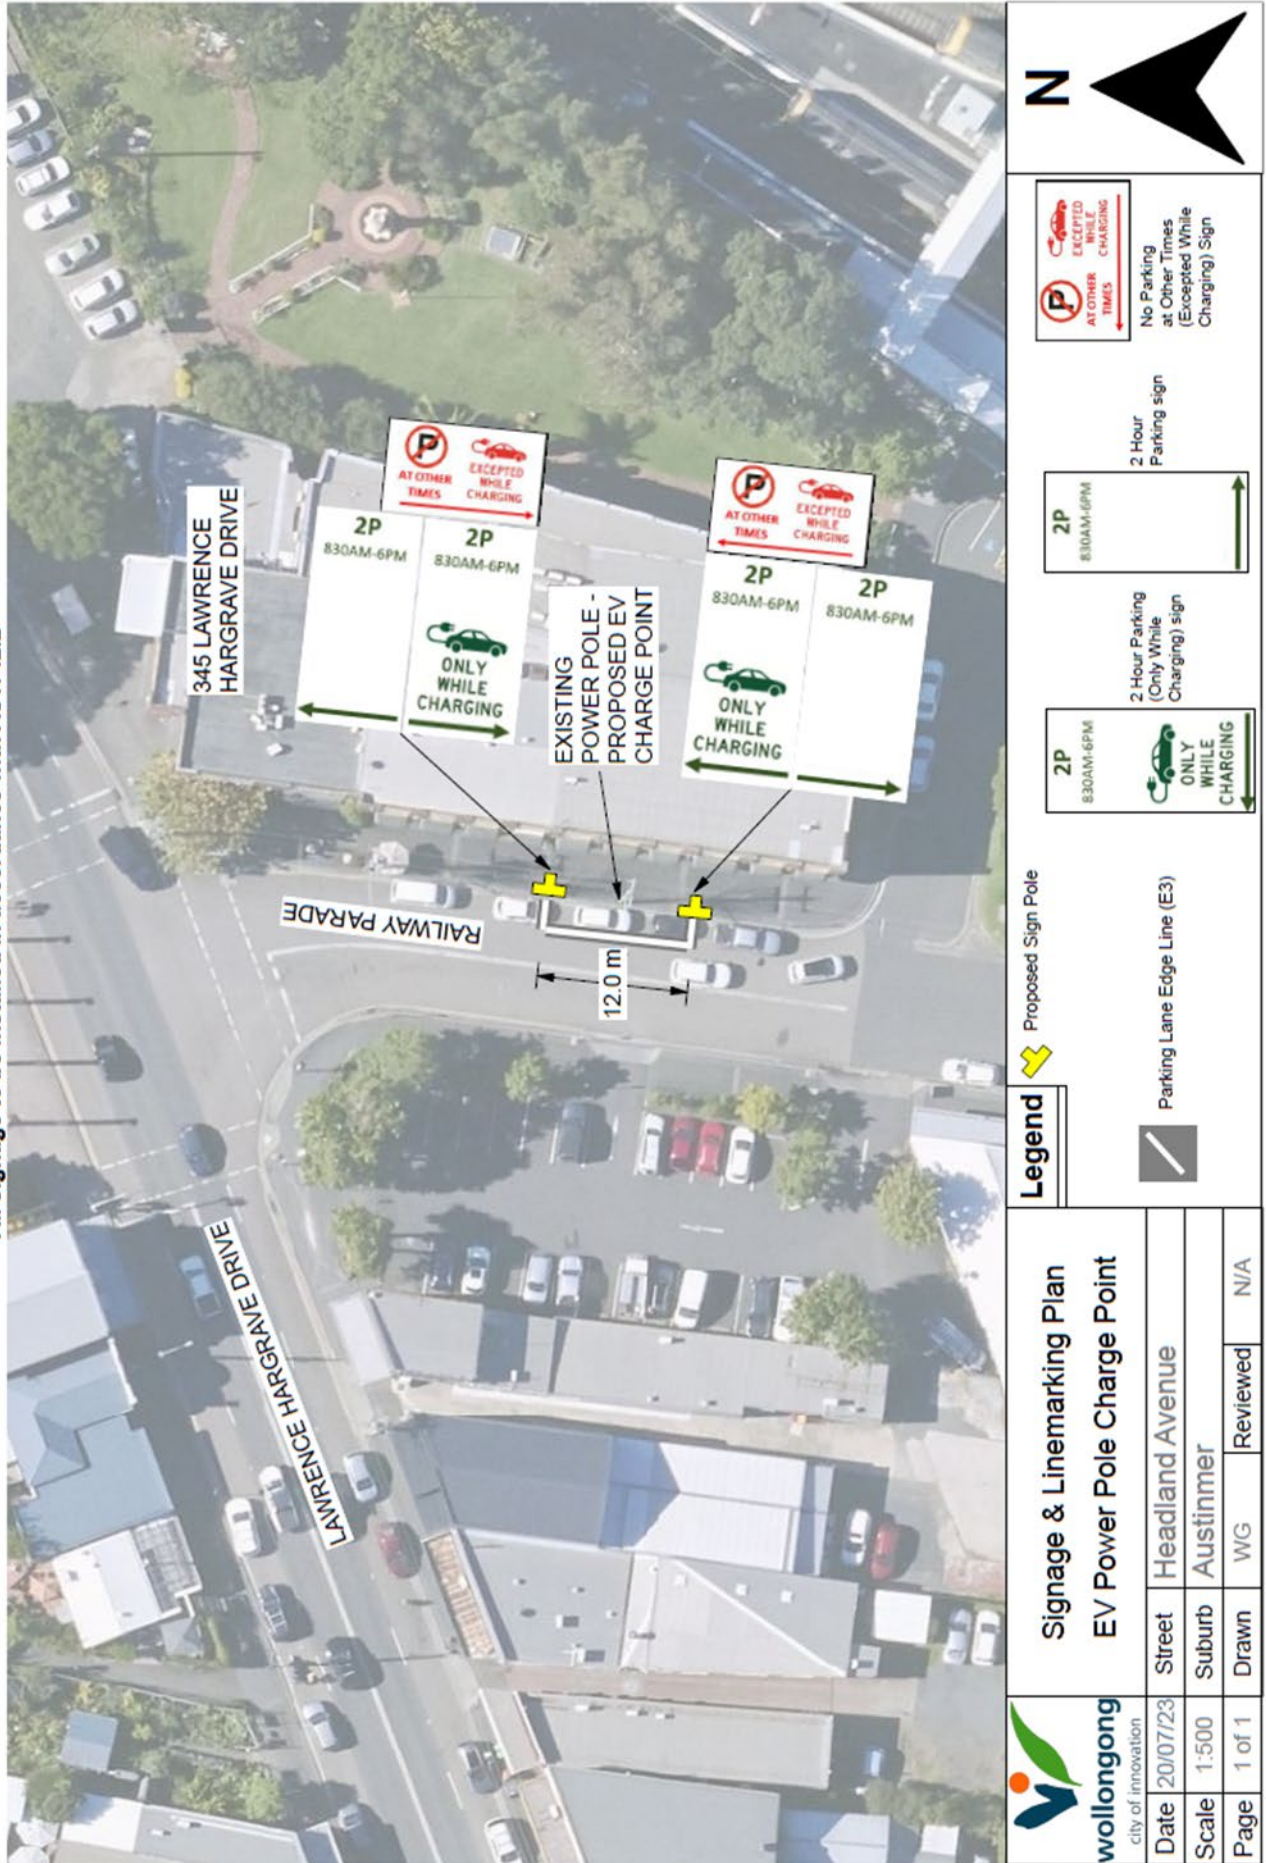 345 LAWRENCE
HARGRAVE DRIVE
2P
830AM-6PM
2P
830AM-6PM
ONLY
WHILE
CHARGING
P
AT OTHER
TIMES
EXCEPTED
WHILE
CHARGING
EXISTING
POWER POLE -
PROPOSED EV
CHARGE POINT
2P
830AM-6PM
ONLY
WHILE
CHARGING
2P
830AM-6PM
P
AT OTHER
TIMES
EXCEPTED
WHILE
CHARGING
RAILWAY PARADE
12.0 m
LAWRENCE HARGRAVE DRIVE
wollongong
city of innovation
Date 20/07/23
Scale 1:500
Page 1 of 1
Signage & Linemarking Plan
EV Power Pole Charge Point
Street Headland Avenue
Suburb Austinmer
Drawn WG Reviewed N/A
Legend
Proposed Sign Pole
Parking Lane Edge Line (E3)
2P
830AM-6PM
ONLY
WHILE
CHARGING
2 Hour Parking
(Only While
Charging) sign
2P
830AM-6PM
2 Hour
Parking sign
P
AT OTHER
TIMES
EXCEPTED
WHILE
CHARGING
No Parking
at Other Times
(Excepted While
Charging) Sign
N